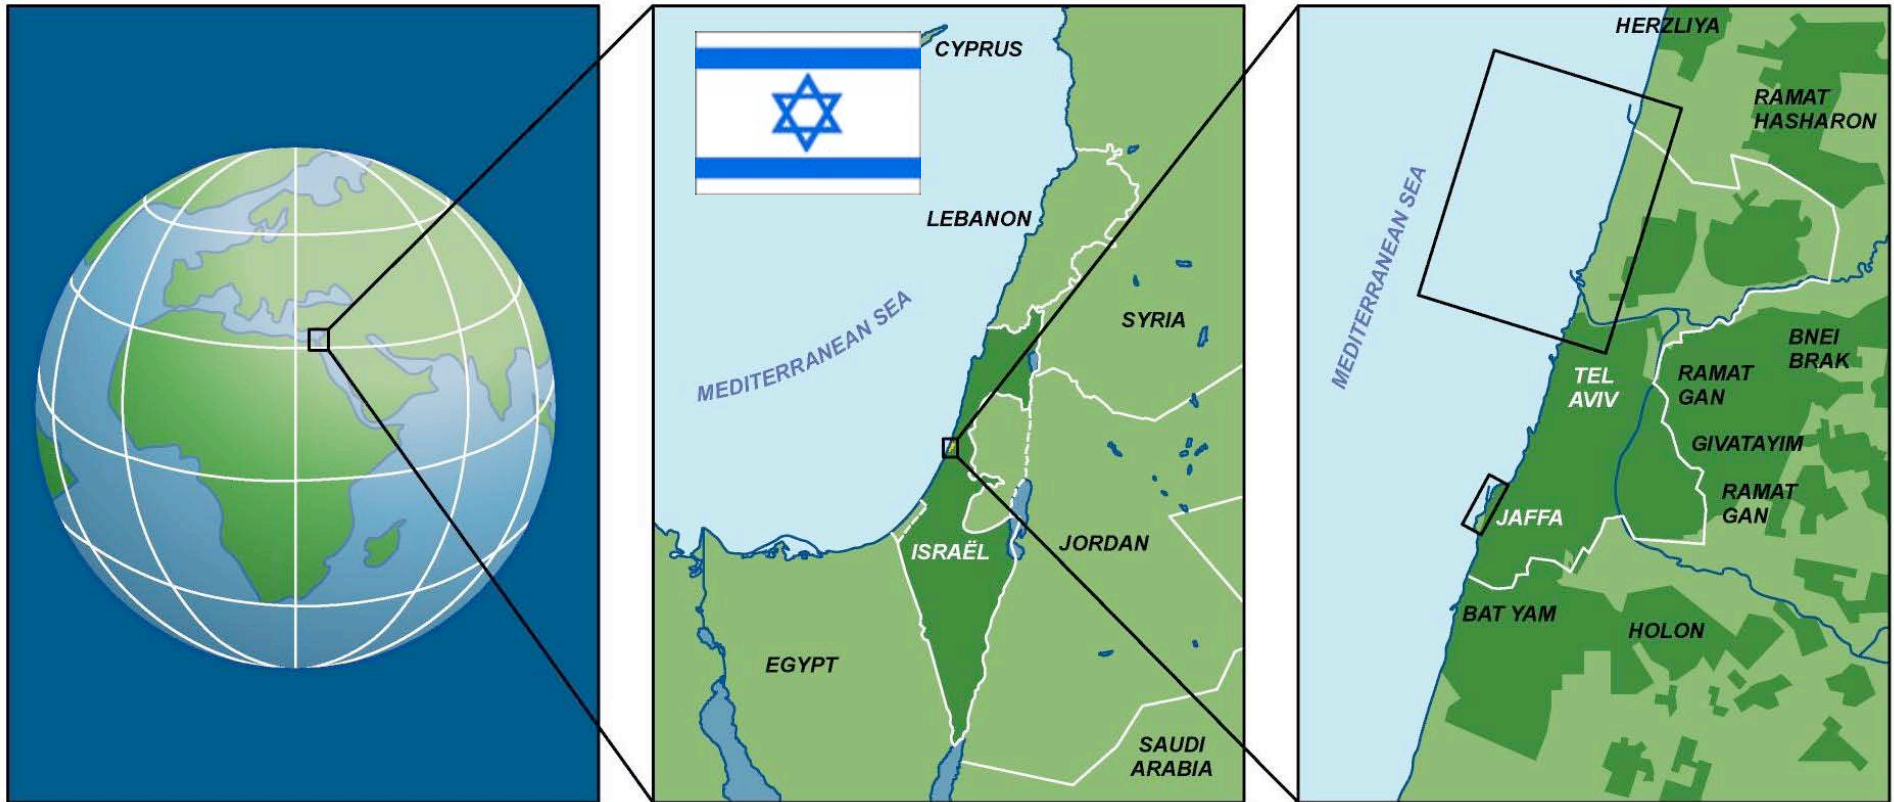 CYPRUS
LEBANON
SYRIA
MEDITERRANEAN SEA
ISRAËL
JORDAN
EGYPT
SAUDI
ARABIA
HERZLIYA
RAMAT
HASHARON
MEDITERRANEAN SEA
BNEI
BRAK
TEL
AVIV
RAMAT
GAN
GIVATAYIM
RAMAT
GAN
JAFFA
BAT YAM
HOLON